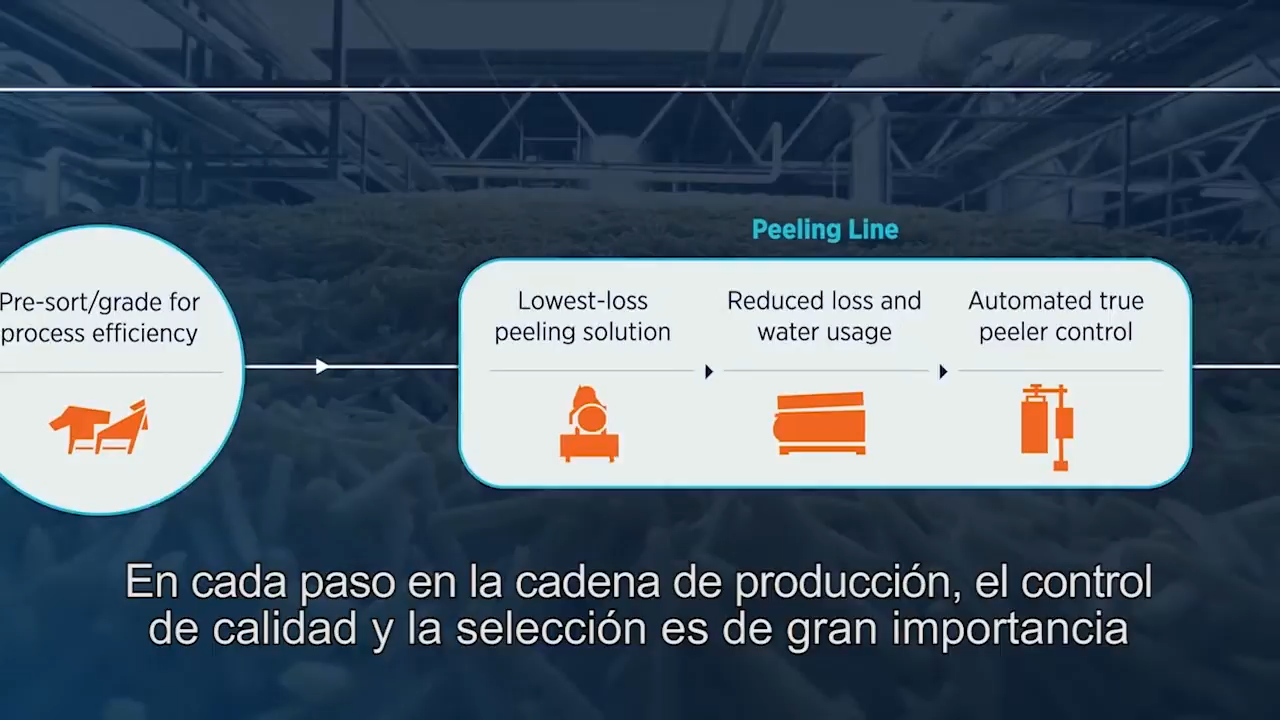 Peeling Line
Pre-sort/grade for
process efficiency
Lowest-loss
peeling solution
Reduced loss and
water usage
Automated true
peeler control
En cada paso en la cadena de producción, el control
de calidad y la selección es de gran importancia